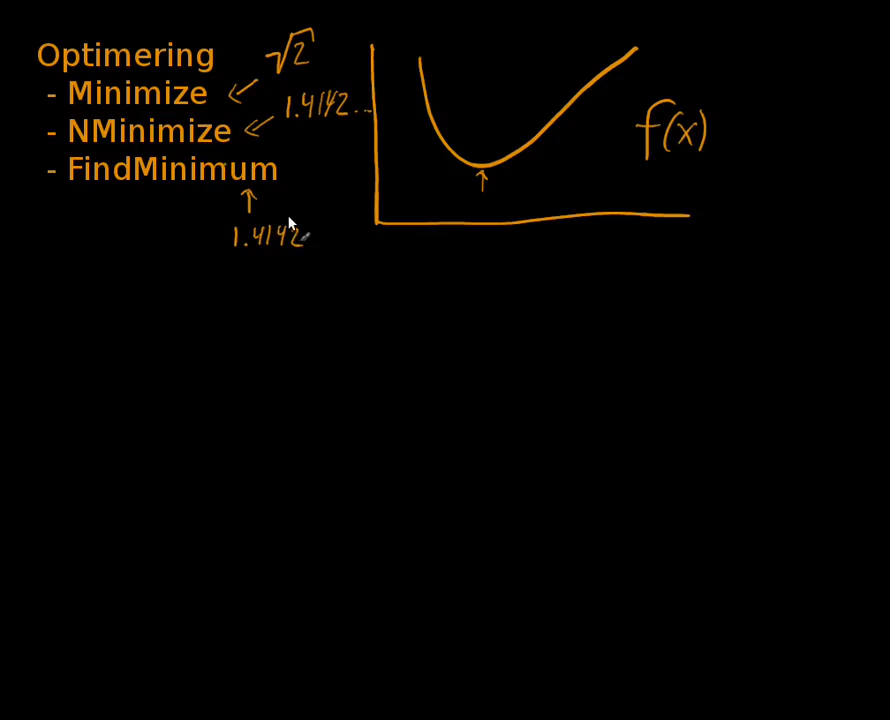 Optimering
- Minimize
- NMinimize
- FindMinimum
√2
1.4142...
1.4142
f(x)